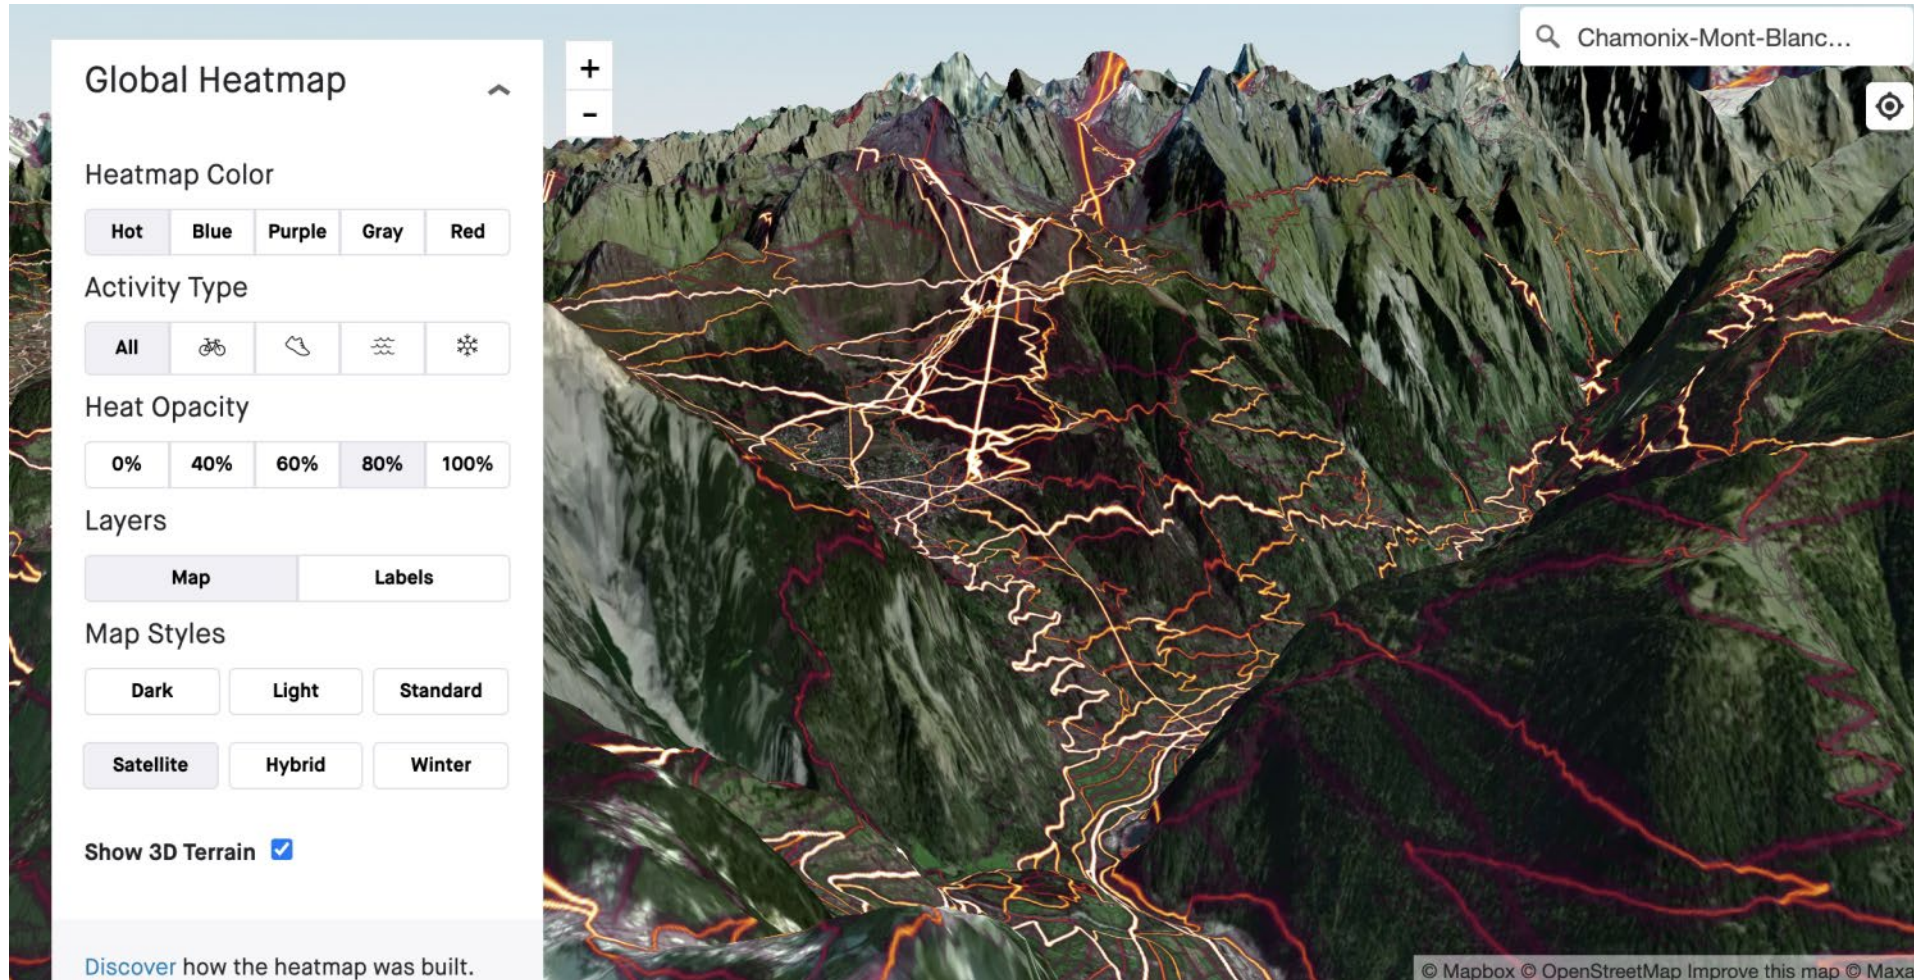 Global Heatmap
Heatmap Color
Hot Blue Purple Gray Red
Activity Type
All
Heat Opacity
0% 40% 60% 80% 100%
Layers
Map Labels
Map Styles
Dark Light Standard
Satellite Hybrid Winter
Show 3D Terrain
Discover how the heatmap was built.
+
-
Chamonix-Mont-Blanc...
© Mapbox © OpenStreetMap Improve this map © Maxa